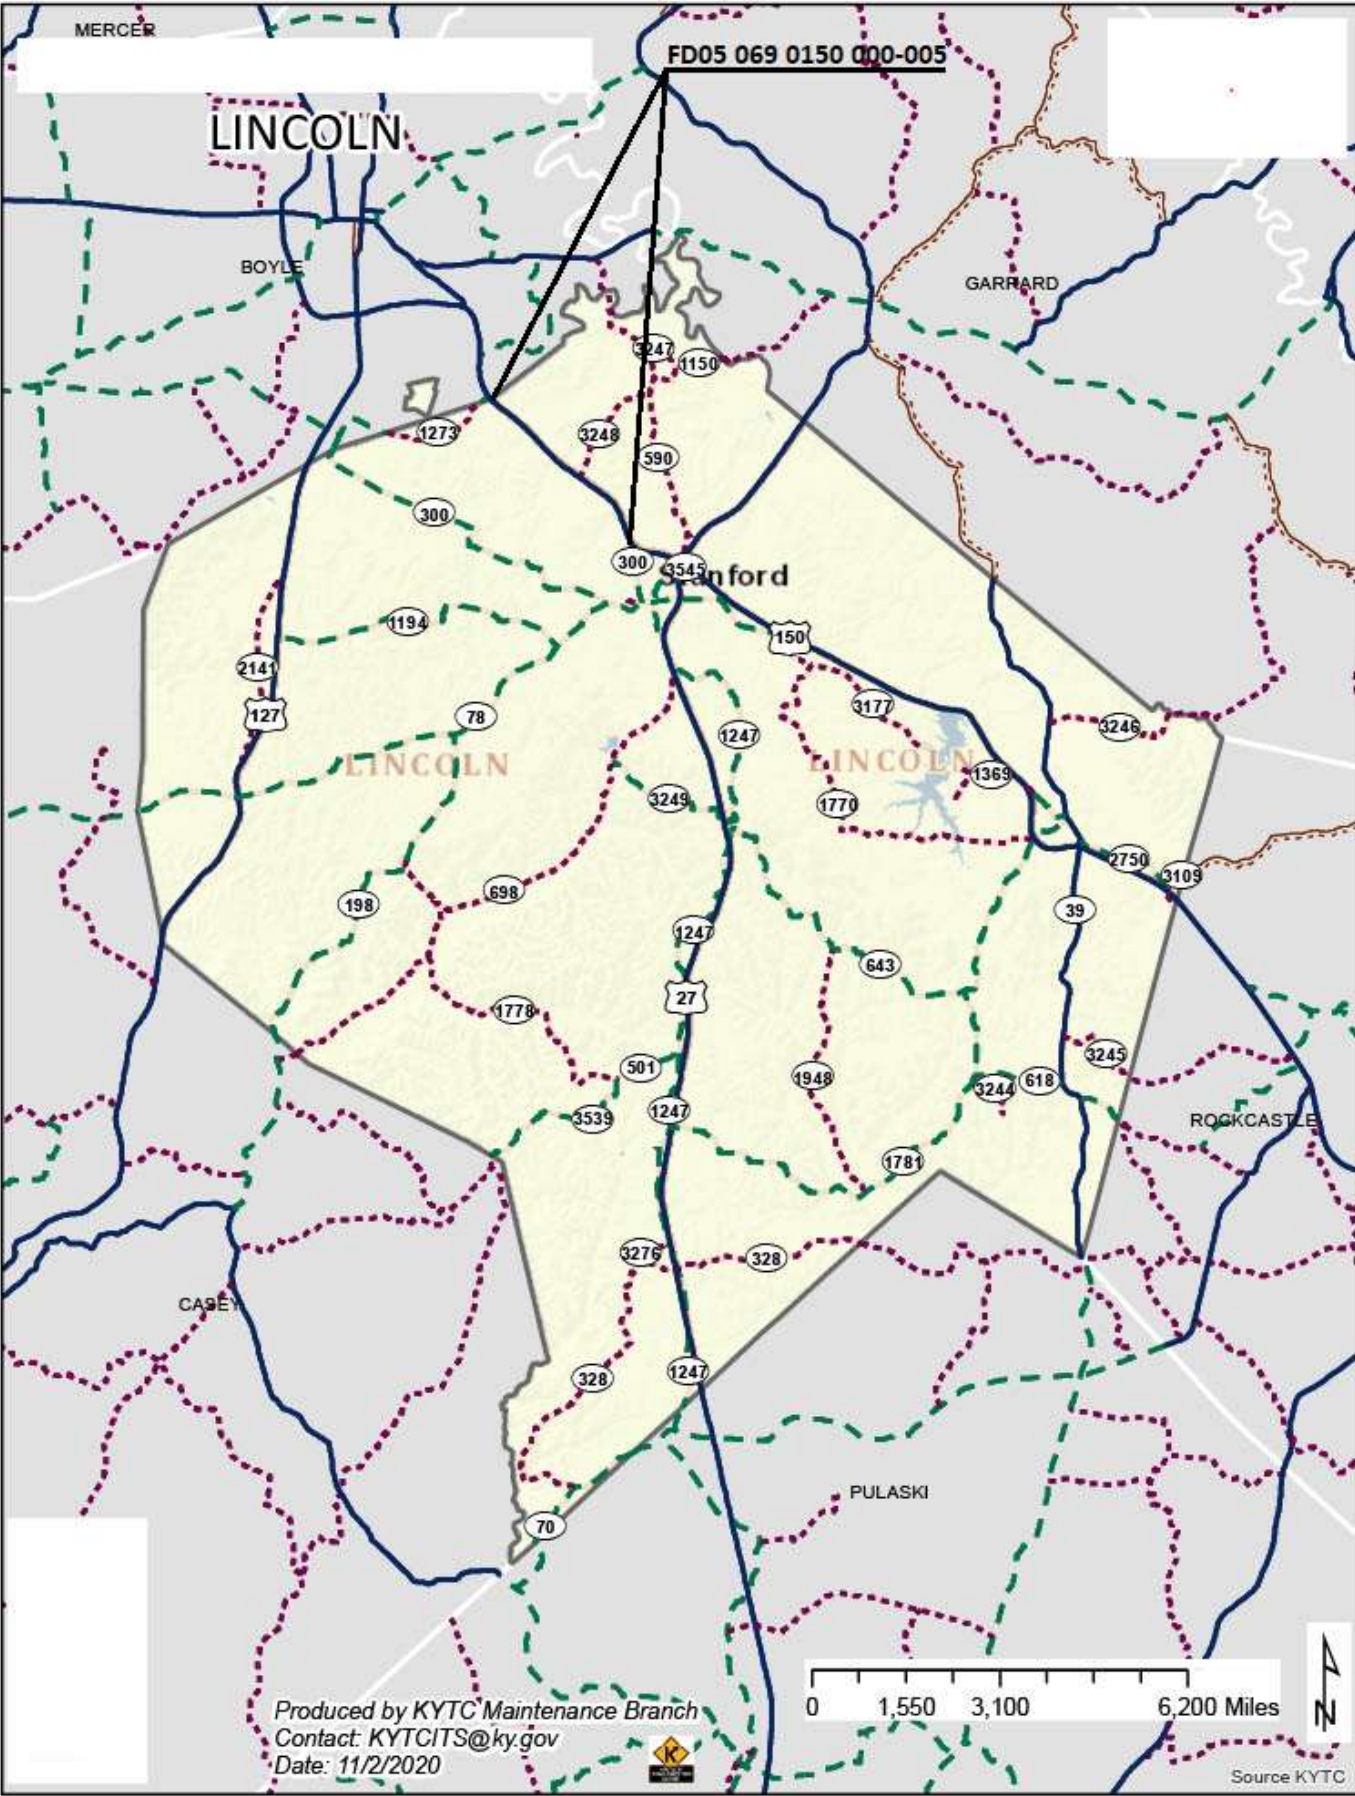 MERCER
FD05 069 0150 000-005
LINCOLN
BOYLE
GARRARD
3247
1150
1273
3248
590
300
300
3545
Stanford
1194
150
2141
127
78
3177
1247
3246
LINCOLN
LINCOLN
1369
3249
1770
2750
3109
698
198
39
1247
643
27
1778
501
1948
3245
3244
618
1247
3539
ROCKCASTLE
1781
3276
328
CASEY
328
1247
PULASKI
70
0 1,550 3,100 6,200 Miles
N
Produced by KYTC Maintenance Branch
Contact: KYTCITS@ky.gov
Date: 11/2/2020
K
Source KYTC